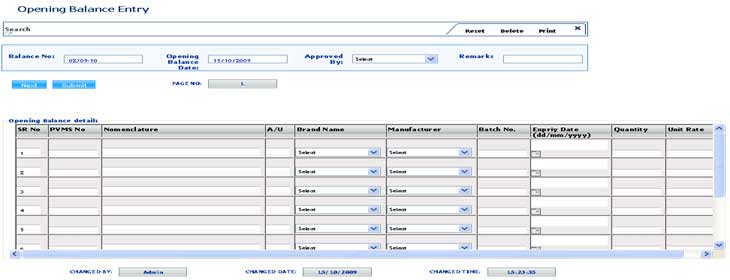 Opening Balance Entry
Search Reset Delete Print X
Balance No: 02/09-10 Opening Balance Date: 15/10/2009 Approved By: Select Remarks
Next Submit PAGE NO: 1
Opening Balance details
SR No PVMS No Nomenclature A/U Brand Name Manufacturer Batch No. Expriy Date (dd/mm/yyyy) Quantity Unit Rate
1 Select Select
2 Select Select
3 Select Select
4 Select Select
5 Select Select
6 Select Select
CHANGED BY: Admin CHANGED DATE: 15/10/2009 CHANGED TIME: 15:23:35